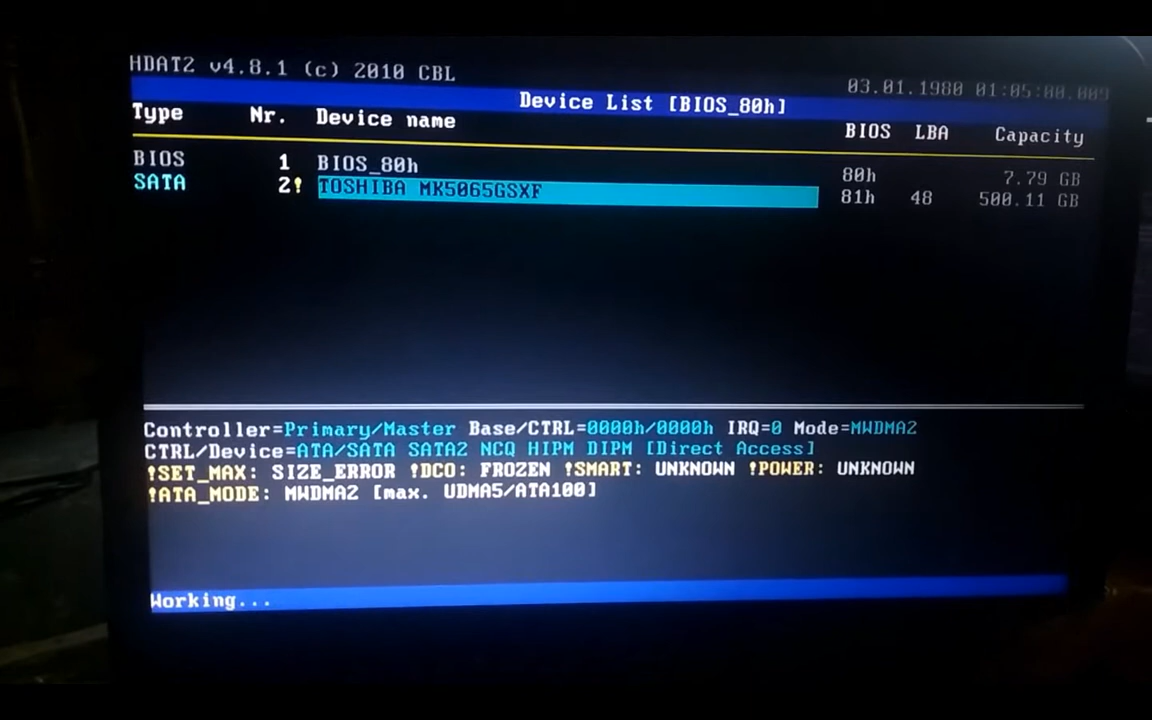 HDAT2 v4.8.1 (c) 2010 CBL
03.01.1980 01:05:00.009
Device List [BIOS_80h]
Type Nr. Device name BIOS LBA Capacity
BIOS 1 BIOS_80h 80h 7.79 GB
SATA 2! TOSHIBA MK5065GSXF 81h 48 500.11 GB
Controller=Primary/Master Base/CTRL=0000h/0000h IRQ=0 Mode=MWDMA2
CTRL/Device=ATA/SATA SATA2 NCQ HIPM DIPM [Direct Access]
!SET_MAX: SIZE_ERROR !DCO: FROZEN !SMART: UNKNOWN !POWER: UNKNOWN
!ATA_MODE: MWDMA2 [max. UDMA5/ATA100]
Working...